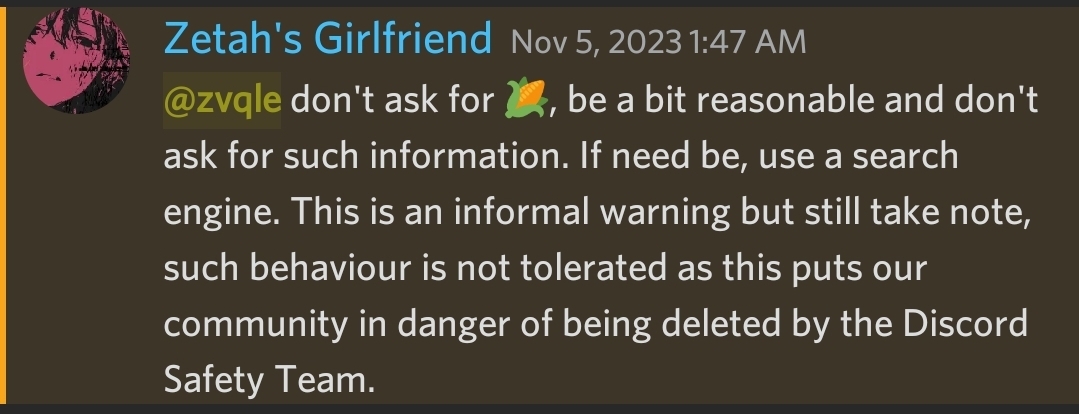 Zetah's Girlfriend Nov 5, 2023 1:47 AM
@zvqle don't ask for 🌽, be a bit reasonable and don't
ask for such information. If need be, use a search
engine. This is an informal warning but still take note,
such behaviour is not tolerated as this puts our
community in danger of being deleted by the Discord
Safety Team.